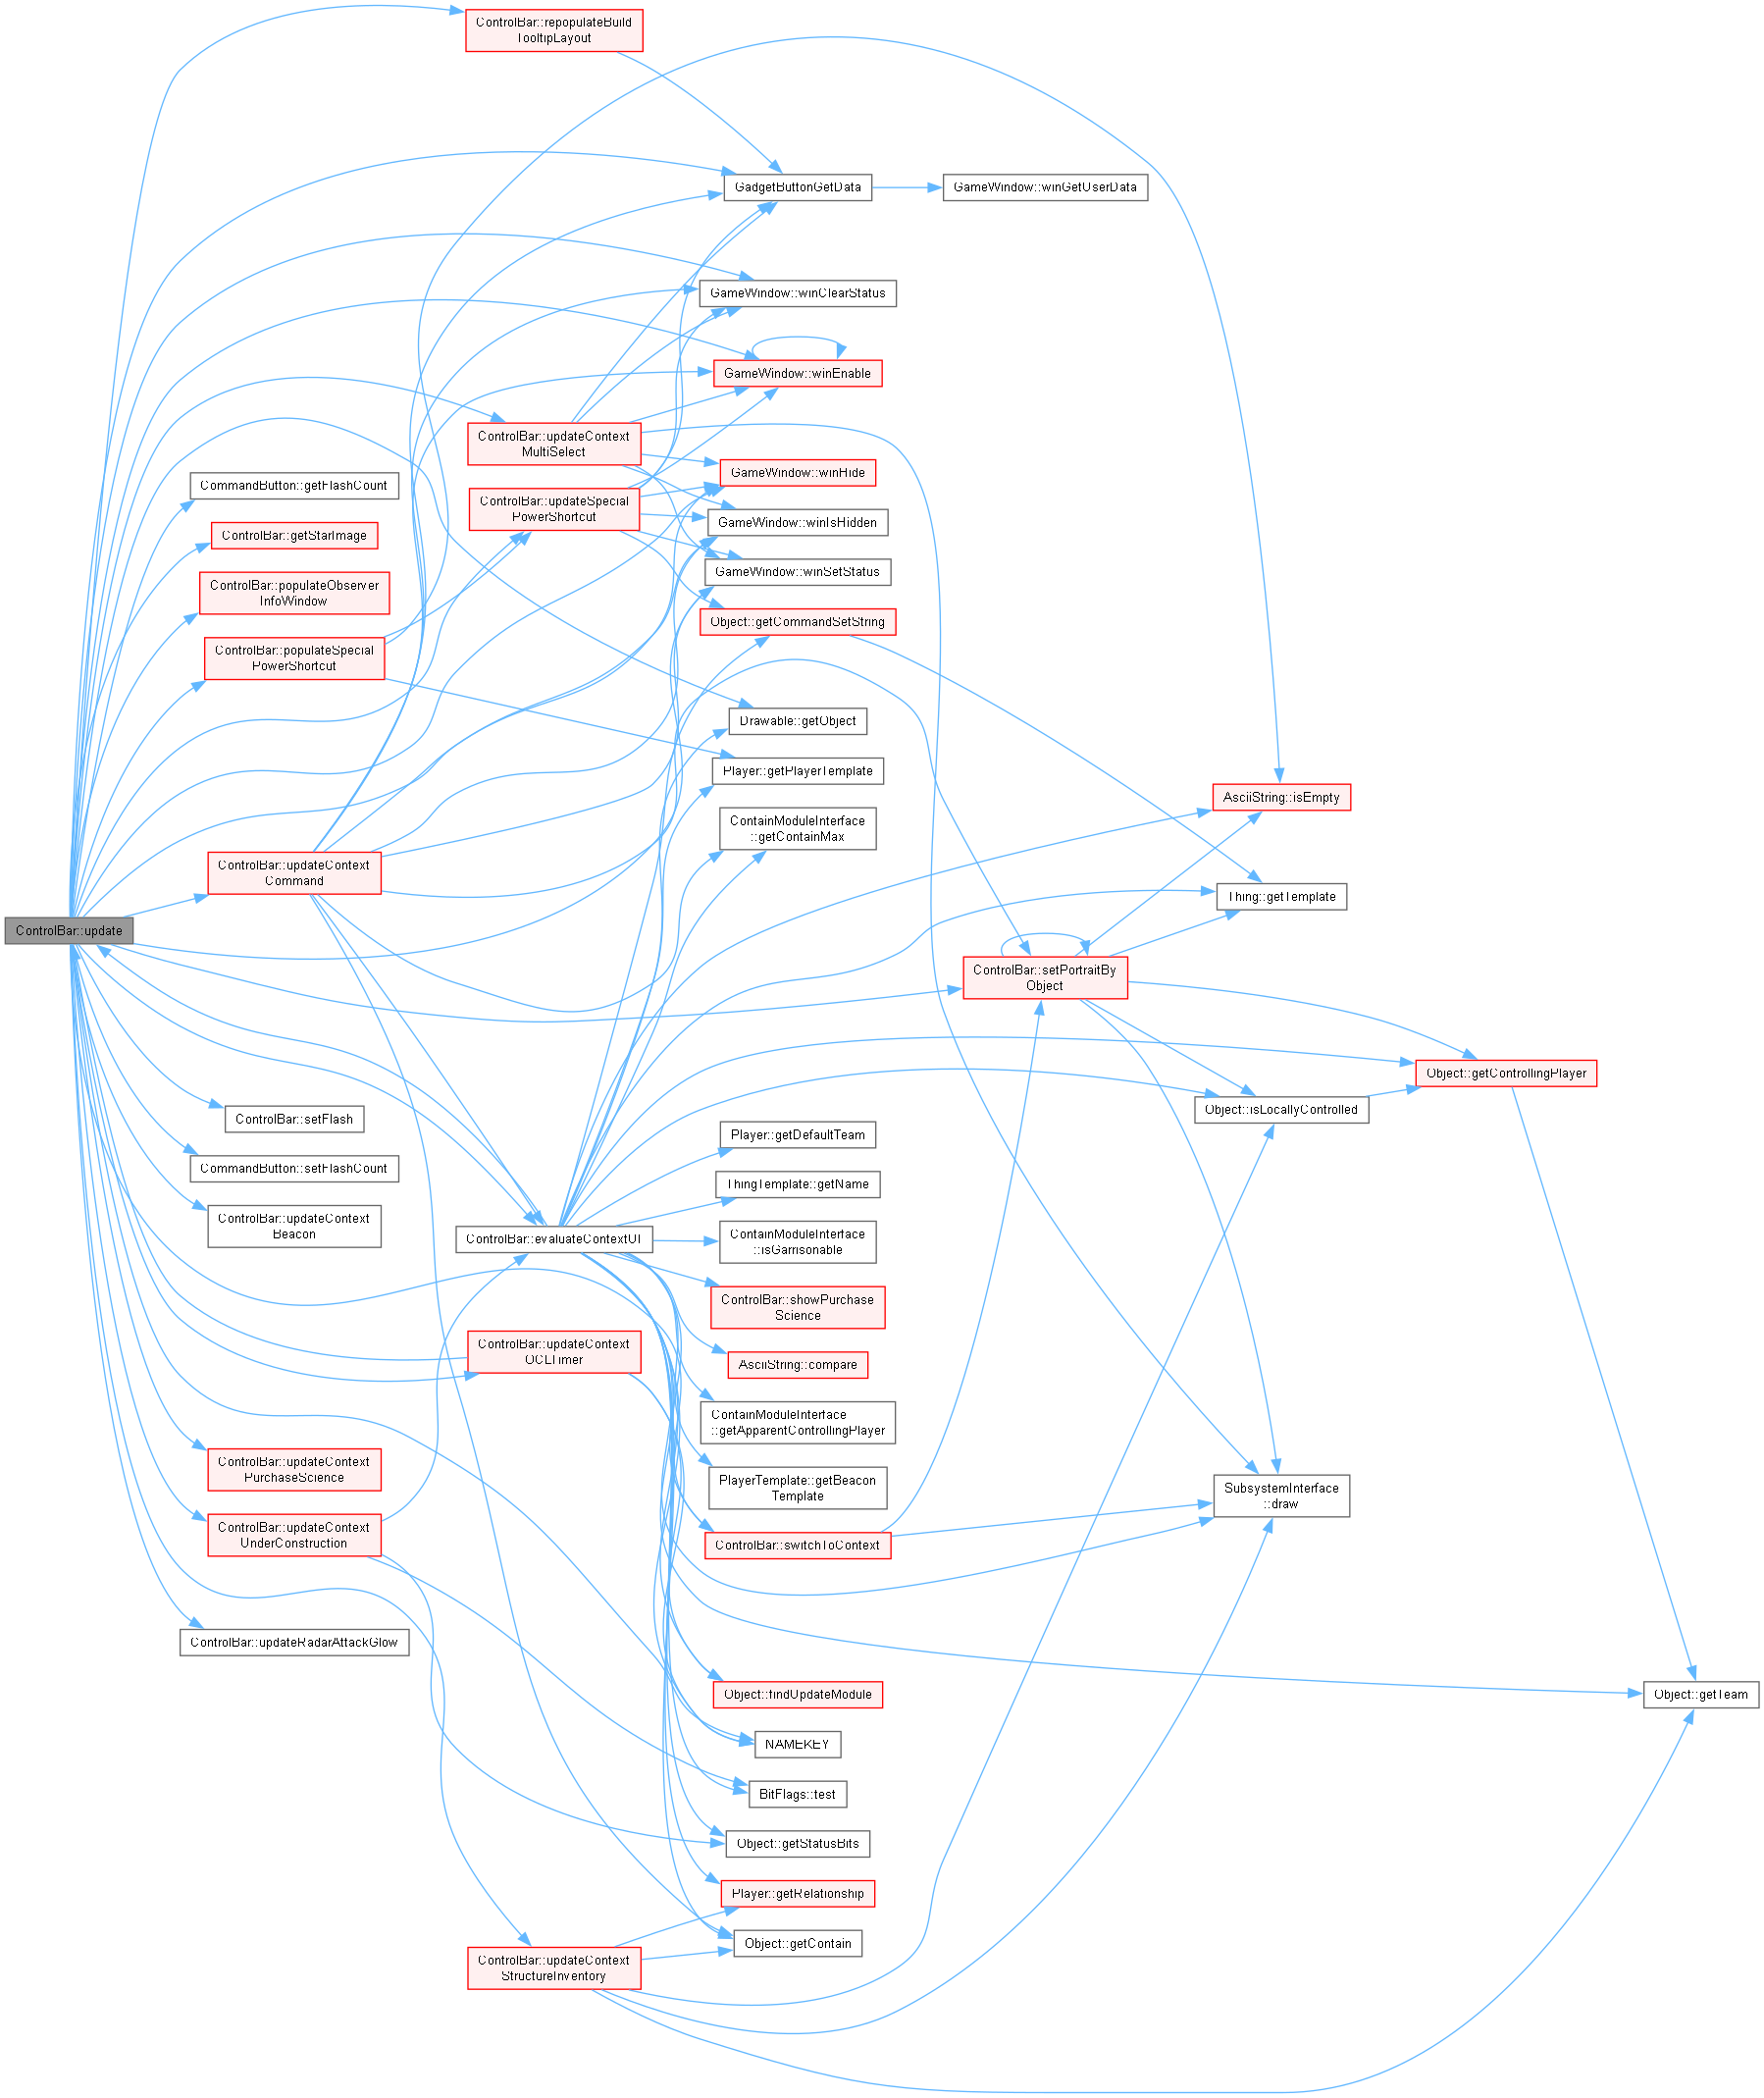 ControlBar::repopulateBuild
TooltipLayout
GadgetButtonGetData
GameWindow::winGetUserData
GameWindow::winClearStatus
GameWindow::winEnable
ControlBar::updateContext
MultiSelect
GameWindow::winHide
CommandButton::getFlashCount
ControlBar::updateSpecial
PowerShortcut
GameWindow::winIsHidden
ControlBar::getStarImage
GameWindow::winSetStatus
ControlBar::populateObserver
InfoWindow
Object::getCommandSetString
ControlBar::populateSpecial
PowerShortcut
Drawable::getObject
Player::getPlayerTemplate
AsciiString::isEmpty
ContainModuleInterface
::getContainMax
ControlBar::updateContext
Command
Thing::getTemplate
ControlBar::update
ControlBar::setPortraitBy
Object
Object::getControllingPlayer
Object::isLocallyControlled
ControlBar::setFlash
Player::getDefaultTeam
CommandButton::setFlashCount
ThingTemplate::getName
ControlBar::updateContext
Beacon
ControlBar::evaluateContextUI
ContainModuleInterface
::isGarrisonable
ControlBar::showPurchase
Science
ControlBar::updateContext
OCLTimer
AsciiString::compare
ContainModuleInterface
::getApparentControllingPlayer
ControlBar::updateContext
PurchaseScience
PlayerTemplate::getBeacon
Template
SubsystemInterface
::draw
ControlBar::updateContext
UnderConstruction
ControlBar::switchToContext
ControlBar::updateRadarAttackGlow
Object::findUpdateModule
Object::getTeam
NAMEKEY
BitFlags::test
Object::getStatusBits
Player::getRelationship
Object::getContain
ControlBar::updateContext
StructureInventory